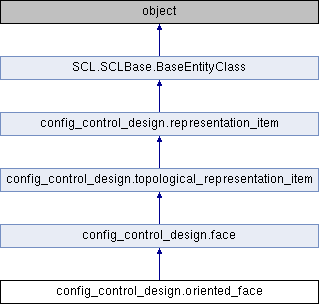 object
SCL.SCLBase.BaseEntityClass
config_control_design.representation_item
config_control_design.topological_representation_item
config_control_design.face
config_control_design.oriented_face